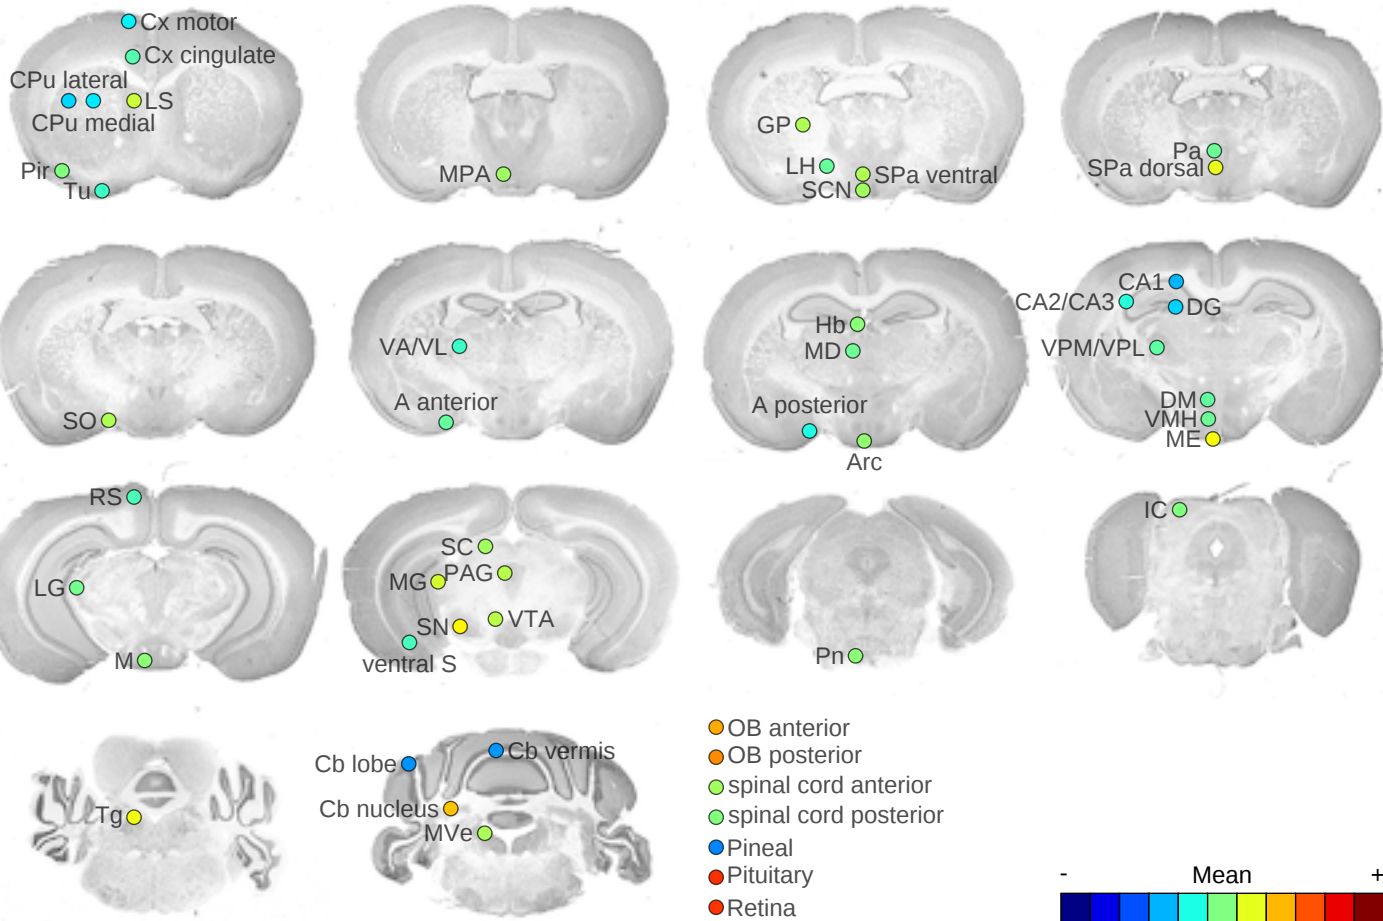 Cx motor
Cx cingulate
CPu lateral
LS
CPu medial
Pir
Tu
MPA
GP
LH
SPa ventral
SCN
Pa
SPa dorsal
SO
VA/VL
A anterior
Hb
MD
A posterior
Arc
CA1
CA2/CA3
DG
VPM/VPL
DM
VMH
ME
RS
LG
M
SC
MG
PAG
SN
VTA
ventral S
Pn
IC
Tg
Cb lobe
Cb vermis
Cb nucleus
MVe
OB anterior
OB posterior
spinal cord anterior
spinal cord posterior
Pineal
Pituitary
Retina
- Mean +